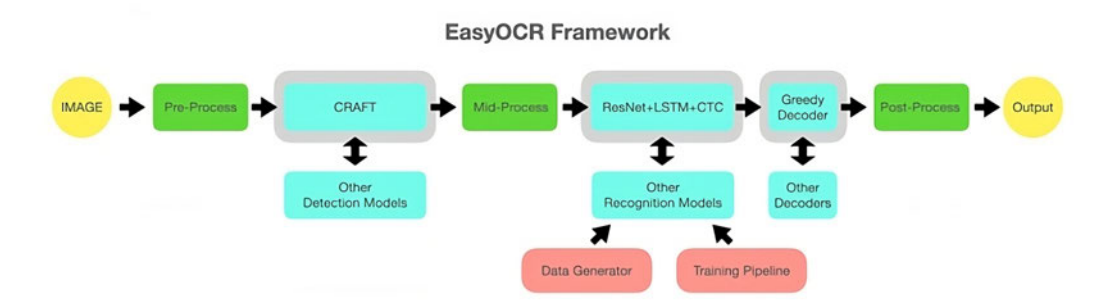 EasyOCR Framework
IMAGE
Pre-Process
CRAFT
Mid-Process
ResNet+LSTM+CTC
Greedy
Decoder
Post-Process
Output
Other
Detection Models
Other
Recognition Models
Other
Decoders
Data Generator
Training Pipeline